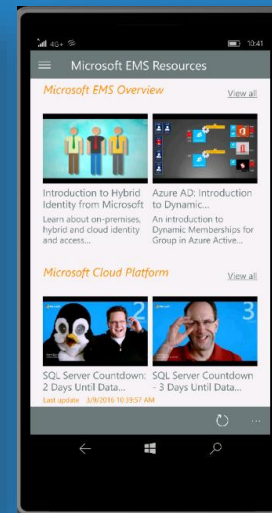 4G+
10:41
Microsoft EMS Resources
Microsoft EMS Overview
View all
Introduction to Hybrid
Identity from Microsoft
Learn about on-premises,
hybrid and cloud identity
and access...
Azure AD: Introduction
to Dynamic...
An introduction to
Dynamic Memberships for
Group in Azure Active...
Microsoft Cloud Platform
View all
2
3
SQL Server Countdown:
2 Days Until Data...
SQL Server Countdown
- 3 Days Until Data...
Last update 3/9/2016 10:39:57 AM